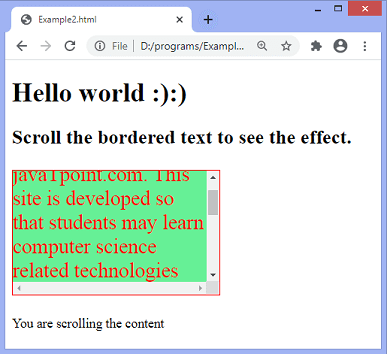 Example2.html
File | D:/programs/Exampl...
Hello world :):)
Scroll the bordered text to see the effect.
javaTpoint.com. This
site is developed so
that students may learn
computer science
related technologies
You are scrolling the content